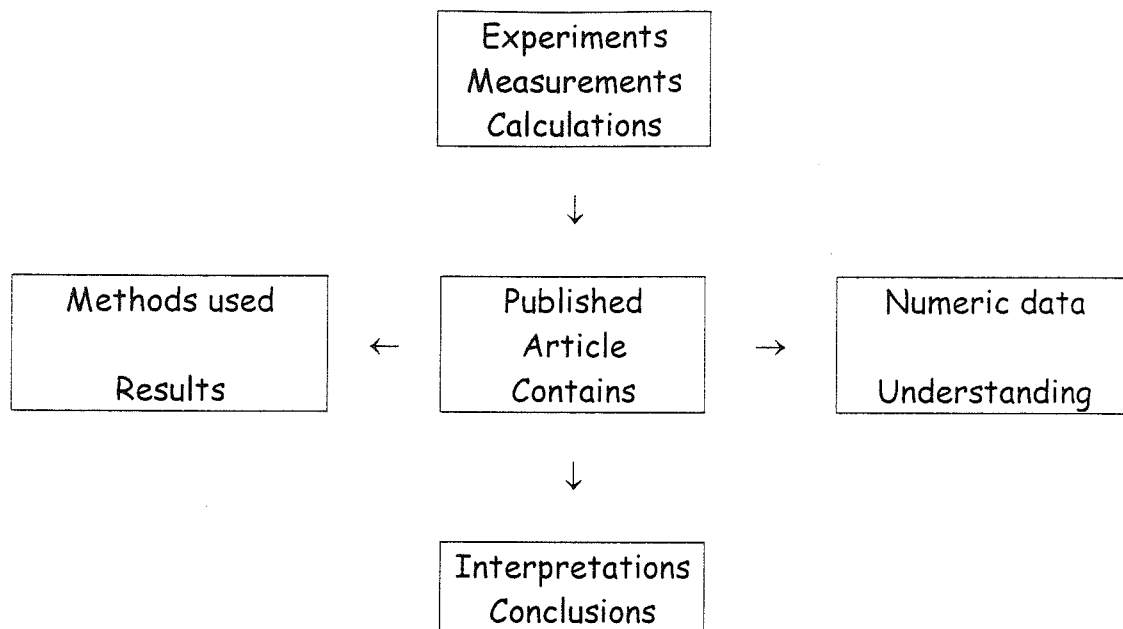 Experiments
Measurements
Calculations
↓
Methods used
Results
←
Published
Article
Contains
→
Numeric data
Understanding
↓
Interpretations
Conclusions